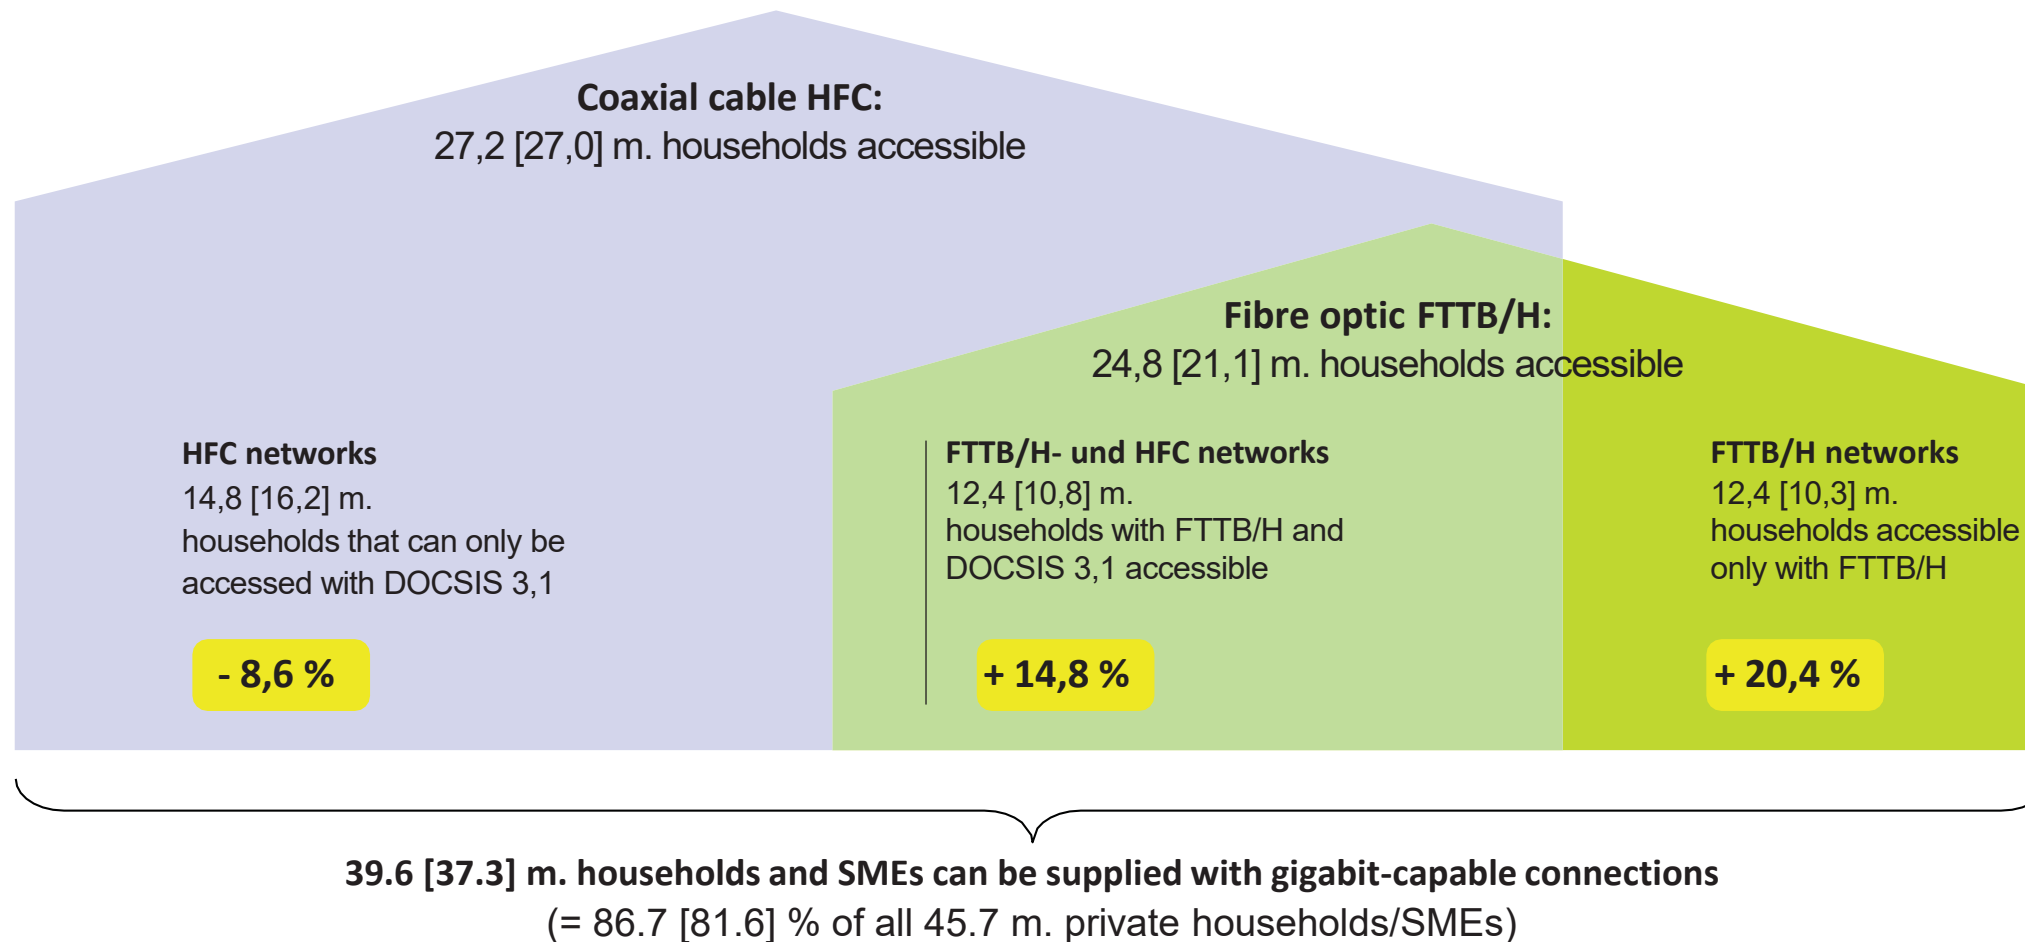 Coaxial cable HFC:
27,2 [27,0] m. households accessible
Fibre optic FTTB/H:
24,8 [21,1] m. households accessible
HFC networks
14,8 [16,2] m.
households that can only be
accessed with DOCSIS 3,1
- 8,6 %
FTTB/H- und HFC networks
12,4 [10,8] m.
households with FTTB/H and
DOCSIS 3,1 accessible
+ 14,8 %
FTTB/H networks
12,4 [10,3] m.
households accessible
only with FTTB/H
+ 20,4 %
39.6 [37.3] m. households and SMEs can be supplied with gigabit-capable connections
(= 86.7 [81.6] % of all 45.7 m. private households/SMEs)